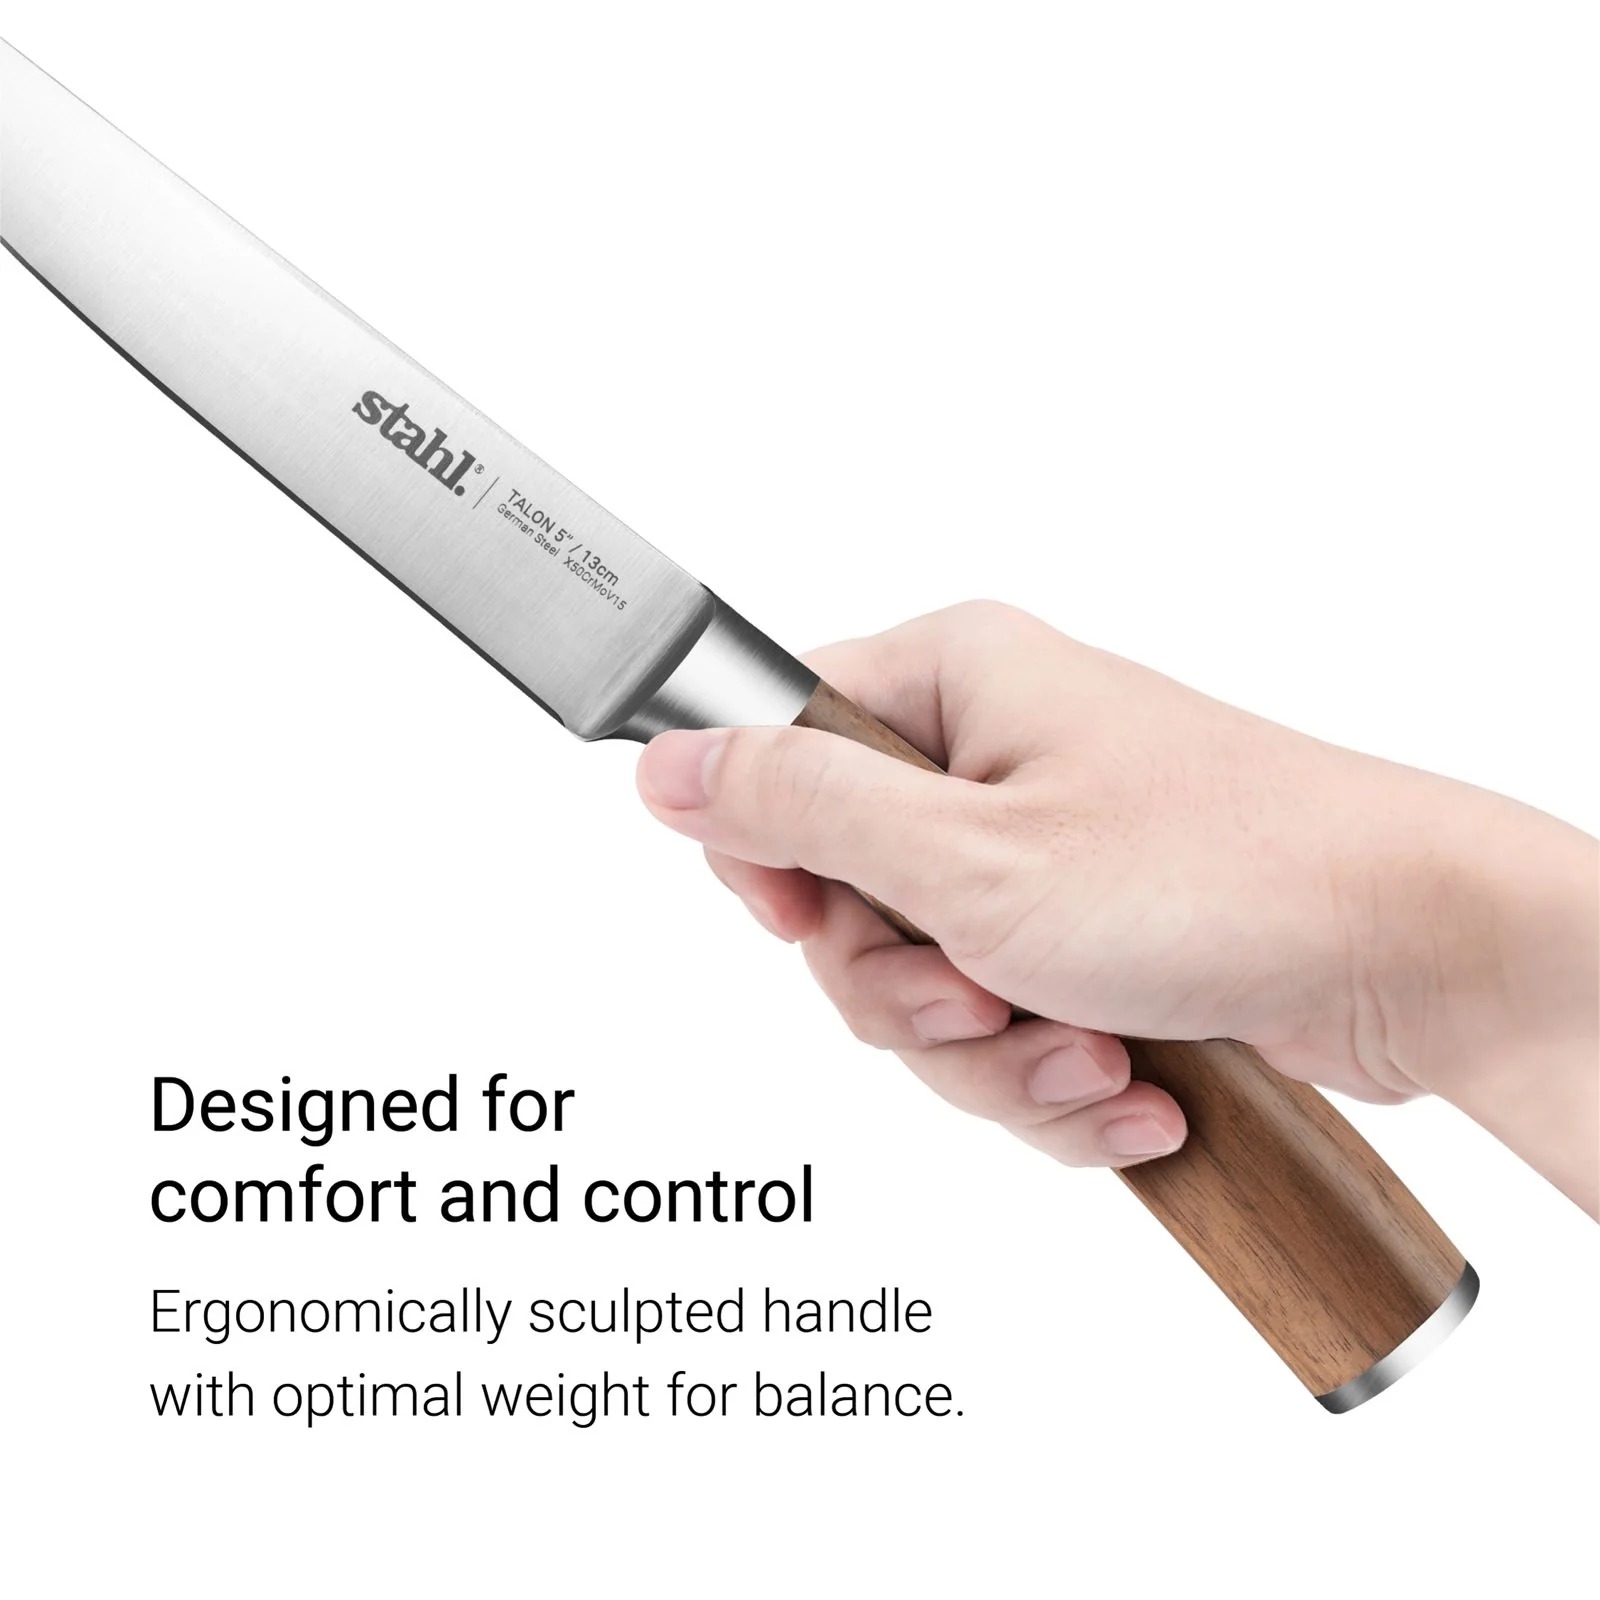 stahl.®
TALON 5" / 13cm
German Steel X50CrMoV15
Designed for
comfort and control
Ergonomically sculpted handle
with optimal weight for balance.